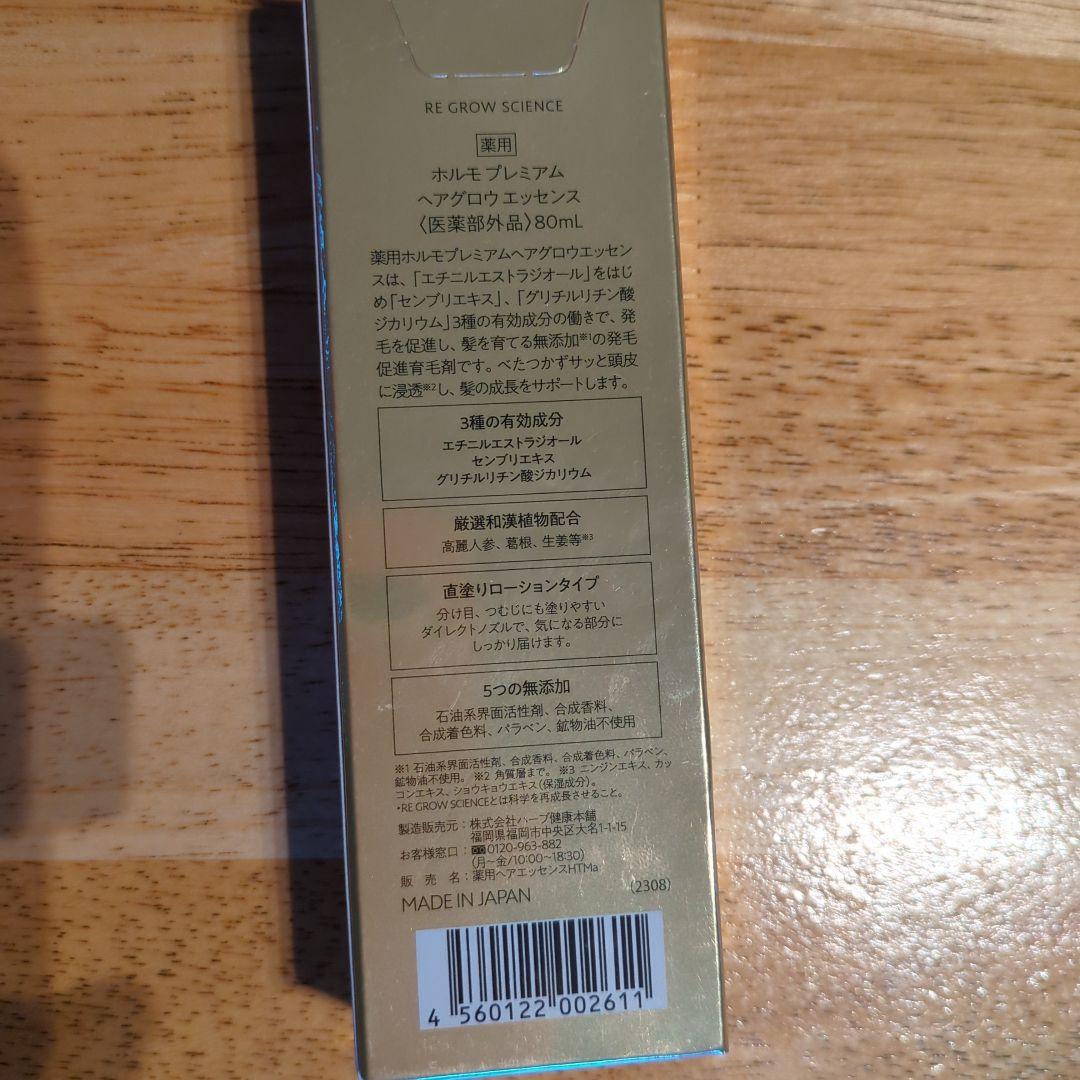 RE GROW SCIENCE
薬用
ホルモ プレミアム
ヘアグロウ エッセンス
〈医薬部外品〉80mL
薬用ホルモプレミアムヘアグロウエッセン
スは、「エチニルエストラジオール」をはじ
め「センブリエキス」、「グリチルリチン酸
ジカリウム」3種の有効成分の働きで、発
毛を促進し、髪を育てる無添加※1の発毛
促進育毛剤です。べたつかずサッと頭皮
に浸透※2し、髪の成長をサポートします。
3種の有効成分
エチニルエストラジオール
センブリエキス
グリチルリチン酸ジカリウム
厳選和漢植物配合
高麗人参、葛根、生姜等※3
直塗りローションタイプ
分け目、つむじにも塗りやすい
ダイレクトノズルで、気になる部分に
しっかり届けます。
5つの無添加
石油系界面活性剤、合成香料、
合成着色料、パラベン、鉱物油不使用
※1 石油系界面活性剤、合成香料、合成着色料、パラベン、
鉱物油不使用。 ※2 角質層まで。 ※3 ニンジンエキス、カッ
コンエキス、ショウキョウエキス(保湿成分)。
・RE GROW SCIENCEとは科学を再成長させること。
製造販売元：株式会社ハーブ健康本舗
福岡県福岡市中央区大名1-1-15
お客様窓口：0120-963-882
(月~金/10:00~18:30)
販 売 名：薬用ヘアエッセンスHTMa
MADE IN JAPAN (2308)
4 560122 002611